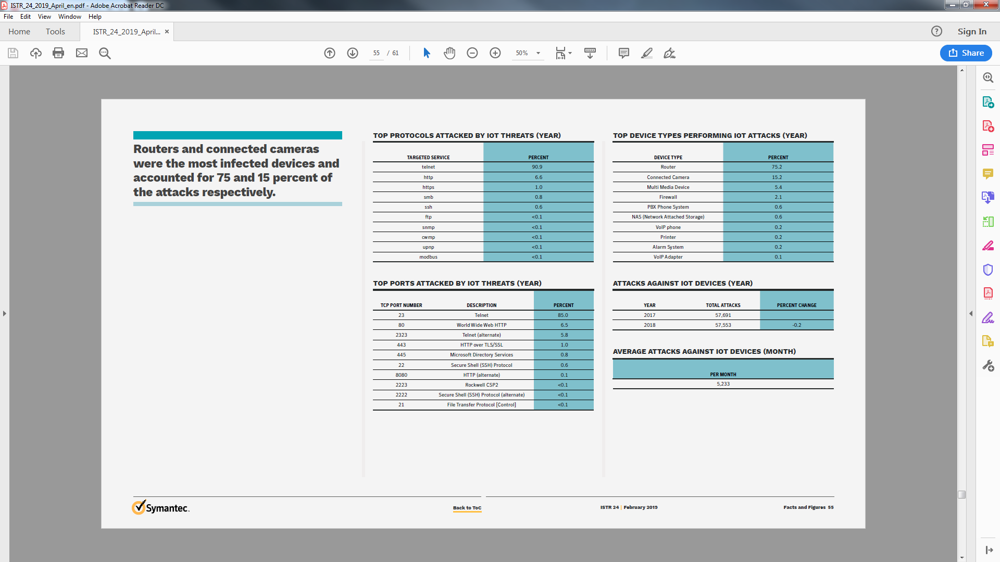 ISTR_24_2019_April_en.pdf - Adobe Acrobat Reader DC
File Edit View Window Help
Home Tools ISTR_24_2019_April... × Sign In
55 / 61 50% Share
Routers and connected cameras
were the most infected devices and
accounted for 75 and 15 percent of
the attacks respectively.
TOP PROTOCOLS ATTACKED BY IOT THREATS (YEAR)
TARGETED SERVICE PERCENT
telnet 90.9
http 6.6
https 1.0
smb 0.8
ssh 0.6
ftp <0.1
snmp <0.1
cwmp <0.1
upnp <0.1
modbus <0.1
TOP PORTS ATTACKED BY IOT THREATS (YEAR)
TCP PORT NUMBER DESCRIPTION PERCENT
23 Telnet 85.0
80 World Wide Web HTTP 6.5
2323 Telnet (alternate) 5.8
443 HTTP over TLS/SSL 1.0
445 Microsoft Directory Services 0.8
22 Secure Shell (SSH) Protocol 0.6
8080 HTTP (alternate) 0.1
2223 Rockwell CSP2 <0.1
2222 Secure Shell (SSH) Protocol (alternate) <0.1
21 File Transfer Protocol [Control] <0.1
TOP DEVICE TYPES PERFORMING IOT ATTACKS (YEAR)
DEVICE TYPE PERCENT
Router 75.2
Connected Camera 15.2
Multi Media Device 5.4
Firewall 2.1
PBX Phone System 0.6
NAS (Network Attached Storage) 0.6
VoIP phone 0.2
Printer 0.2
Alarm System 0.2
VoIP Adapter 0.1
ATTACKS AGAINST IOT DEVICES (YEAR)
YEAR TOTAL ATTACKS PERCENT CHANGE
2017 57,691
2018 57,553 -0.2
AVERAGE ATTACKS AGAINST IOT DEVICES (MONTH)
PER MONTH
5,233
Symantec.
Back to ToC
ISTR 24 | February 2019
Facts and Figures 55